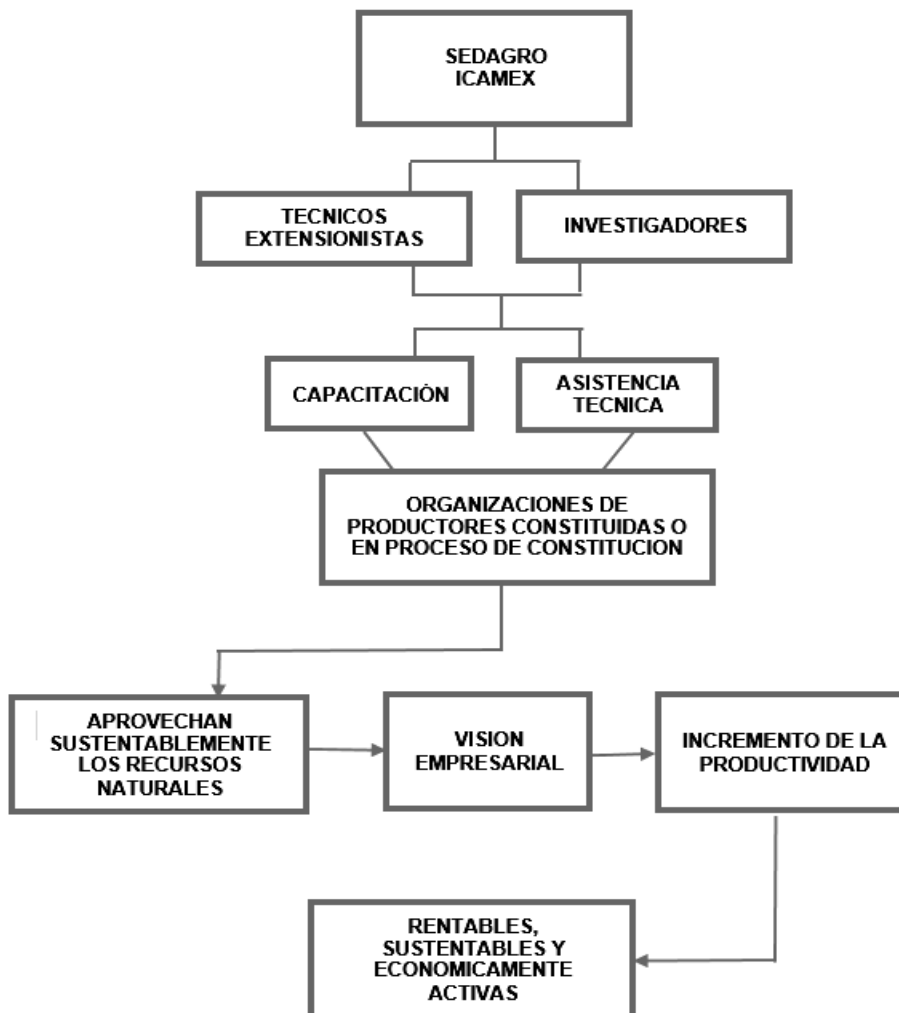 SEDAGRO
ICAMEX
TECNICOS
EXTENSIONISTAS
INVESTIGADORES
CAPACITACIÓN
ASISTENCIA
TECNICA
ORGANIZACIONES DE
PRODUCTORES CONSTITUIDAS O
EN PROCESO DE CONSTITUCION
APROVECHAN
SUSTENTABLEMENTE
LOS RECURSOS
NATURALES
VISION
EMPRESARIAL
INCREMENTO DE LA
PRODUCTIVIDAD
RENTABLES,
SUSTENTABLES Y
ECONOMICAMENTE
ACTIVAS